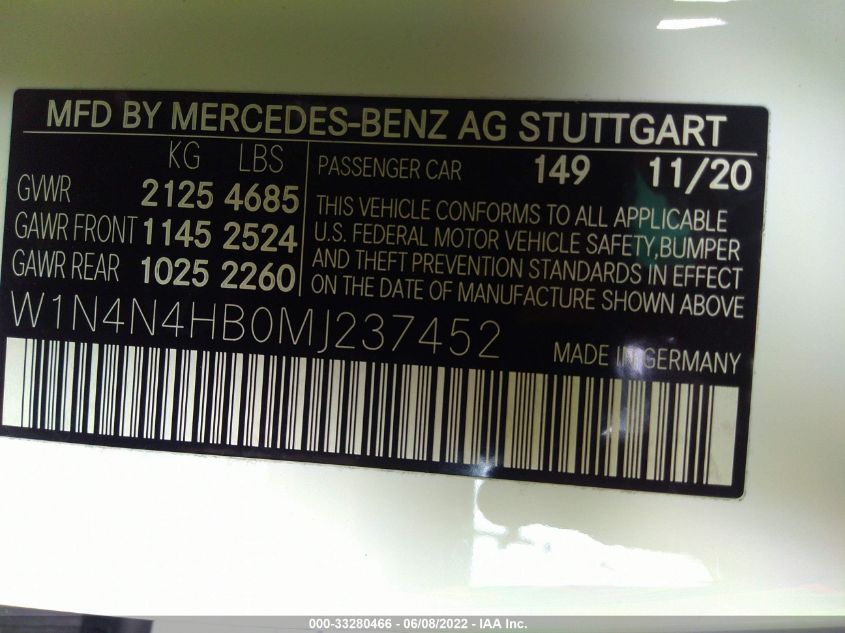 MFD BY MERCEDES-BENZ AG STUTTGART
KG LBS
GVWR 2125 4685
GAWR FRONT 1145 2524
GAWR REAR 1025 2260
PASSENGER CAR 149 11/20
THIS VEHICLE CONFORMS TO ALL APPLICABLE
U.S. FEDERAL MOTOR VEHICLE SAFETY,BUMPER
AND THEFT PREVENTION STANDARDS IN EFFECT
ON THE DATE OF MANUFACTURE SHOWN ABOVE
W1N4N4HB0MJ237452
MADE IN GERMANY
000-33280466 - 06/08/2022 - IAA Inc.